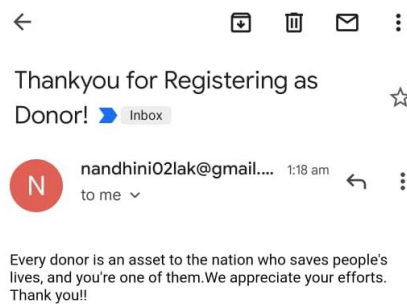 Thankyou for Registering as
Donor! Inbox
N
nandhini02lak@gmail.... 1:18 am
to me
Every donor is an asset to the nation who saves people's
lives, and you're one of them.We appreciate your efforts.
Thank you!!